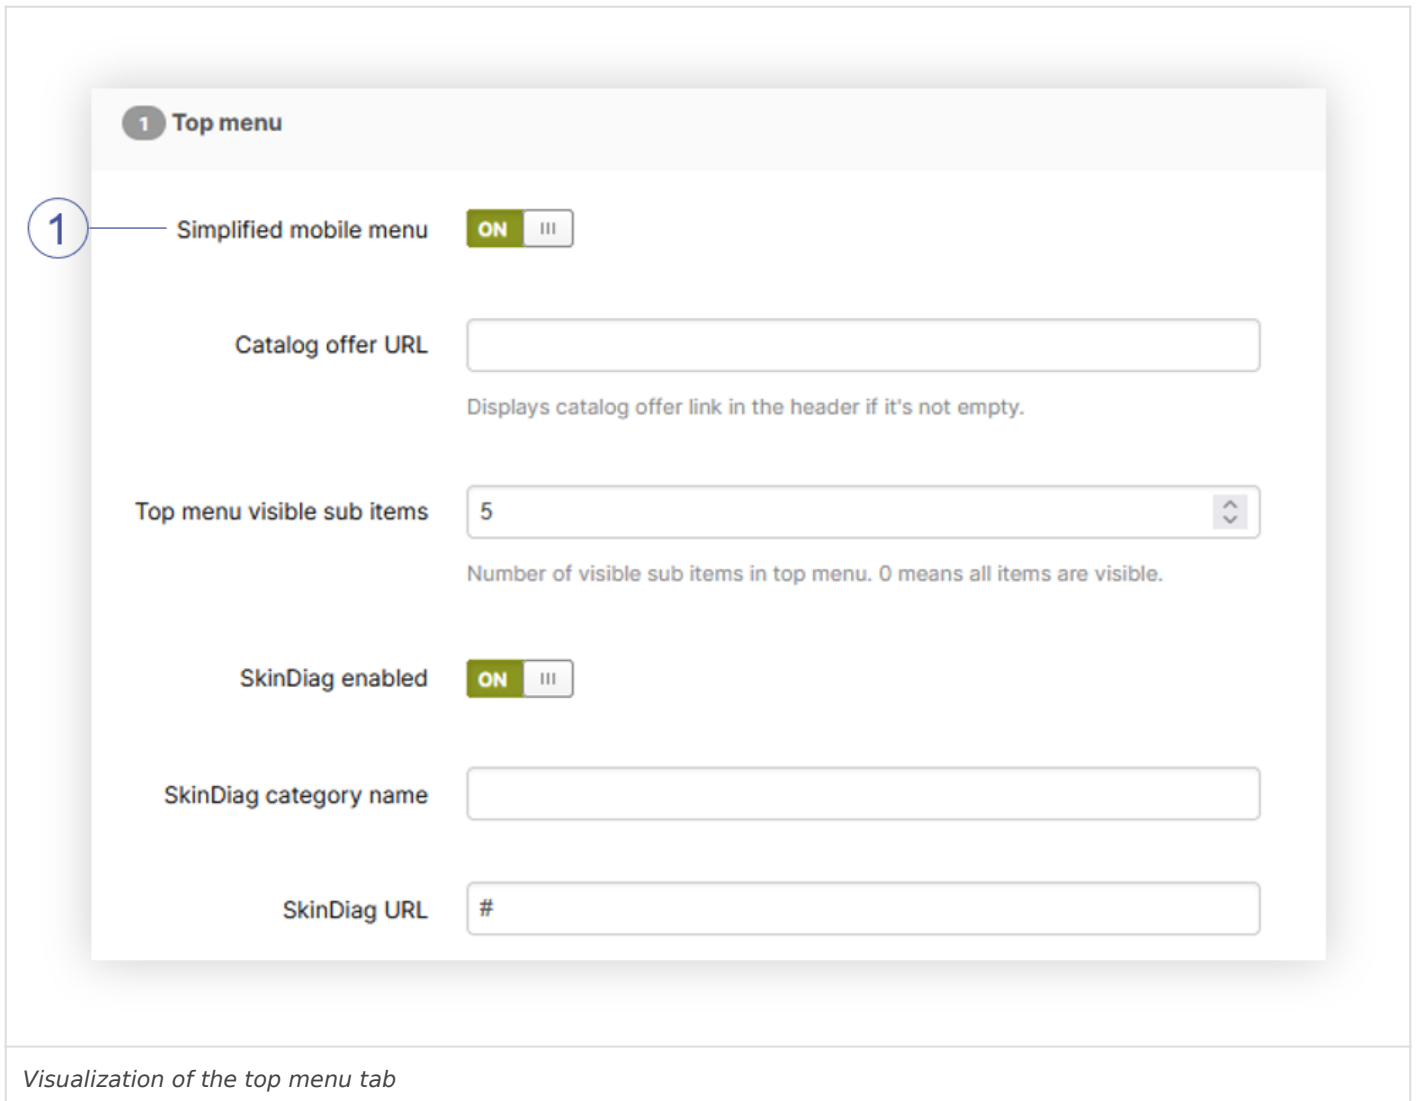 1 Top menu
1 Simplified mobile menu ON
Catalog offer URL
Displays catalog offer link in the header if it's not empty.
Top menu visible sub items 5
Number of visible sub items in top menu. 0 means all items are visible.
SkinDiag enabled ON
SkinDiag category name
SkinDiag URL #
Visualization of the top menu tab